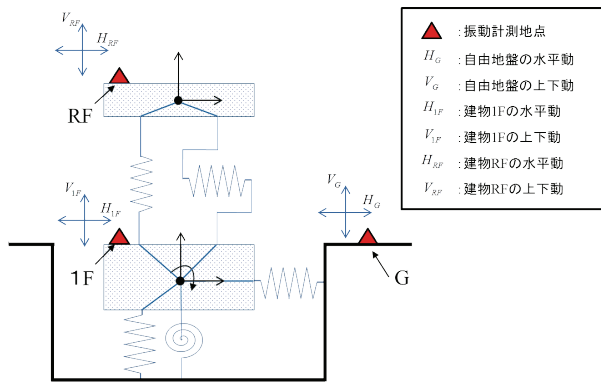 V_RF
H_RF
RF
V_1F
H_1F
1F
V_G
H_G
G
:振動計測地点
H_G :自由地盤の水平動
V_G :自由地盤の上下動
H_1F :建物1Fの水平動
V_1F :建物1Fの上下動
H_RF :建物RFの水平動
V_RF :建物RFの上下動